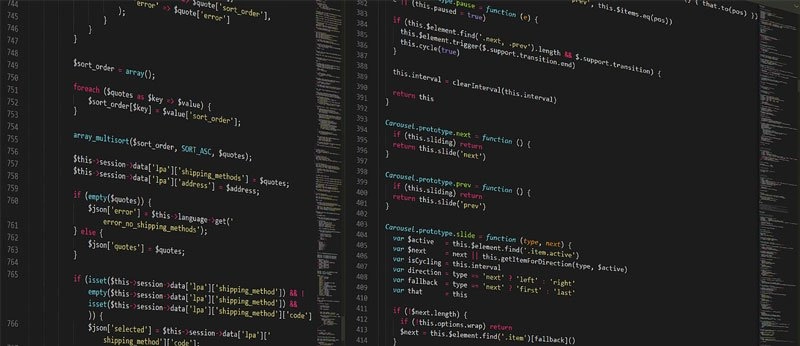 744
745
746
747
748
749
750
751
752
753
754
755
756
757
758
759
760
761
762
763
764
765
766
'sort_order'],
'error' => $quote['error']
);
}
}
}
$sort_order = array();
foreach ($quotes as $key => $value) {
$sort_order[$key] = $value['sort_order'];
}
array_multisort($sort_order, SORT_ASC, $quotes);
$this->session->data['lpa']['shipping_methods'] = $quotes;
$this->session->data['lpa']['address'] = $address;
if (empty($quotes)) {
$json['error'] = $this->language->get('
error_no_shipping_methods');
} else {
$json['quotes'] = $quotes;
}
if (isset($this->session->data['lpa']['shipping_method']) && !
empty($this->session->data['lpa']['shipping_method']) &&
isset($this->session->data['lpa']['shipping_method']['code']
)) {
$json['selected'] = $this->session->data['lpa']['
shipping_method']['code'];
382
383
384
385
386
387
388
389
390
391
392
393
394
395
396
397
398
399
400
401
402
403
404
405
406
407
408
409
410
411
412
413
414
'prev', this.$items.eq(pos))
{ that.to(pos) })
.pause = function (e) {
|| (this.paused = true)
if (this.$element.find('.next, .prev').length && $.support.transition) {
this.$element.trigger($.support.transition.end)
this.cycle(true)
}
this.interval = clearInterval(this.interval)
return this
}
Carousel.prototype.next = function () {
if (this.sliding) return
return this.slide('next')
}
Carousel.prototype.prev = function () {
if (this.sliding) return
return this.slide('prev')
}
Carousel.prototype.slide = function (type, next) {
var $active = this.$element.find('.item.active')
var $next = next || this.getItemForDirection(type, $active)
var isCycling = this.interval
var direction = type == 'next' ? 'left' : 'right'
var fallback = type == 'next' ? 'first' : 'last'
var that = this
if (!$next.length) {
if (!this.options.wrap) return
$next = this.$element.find('.item')[fallback]()
}